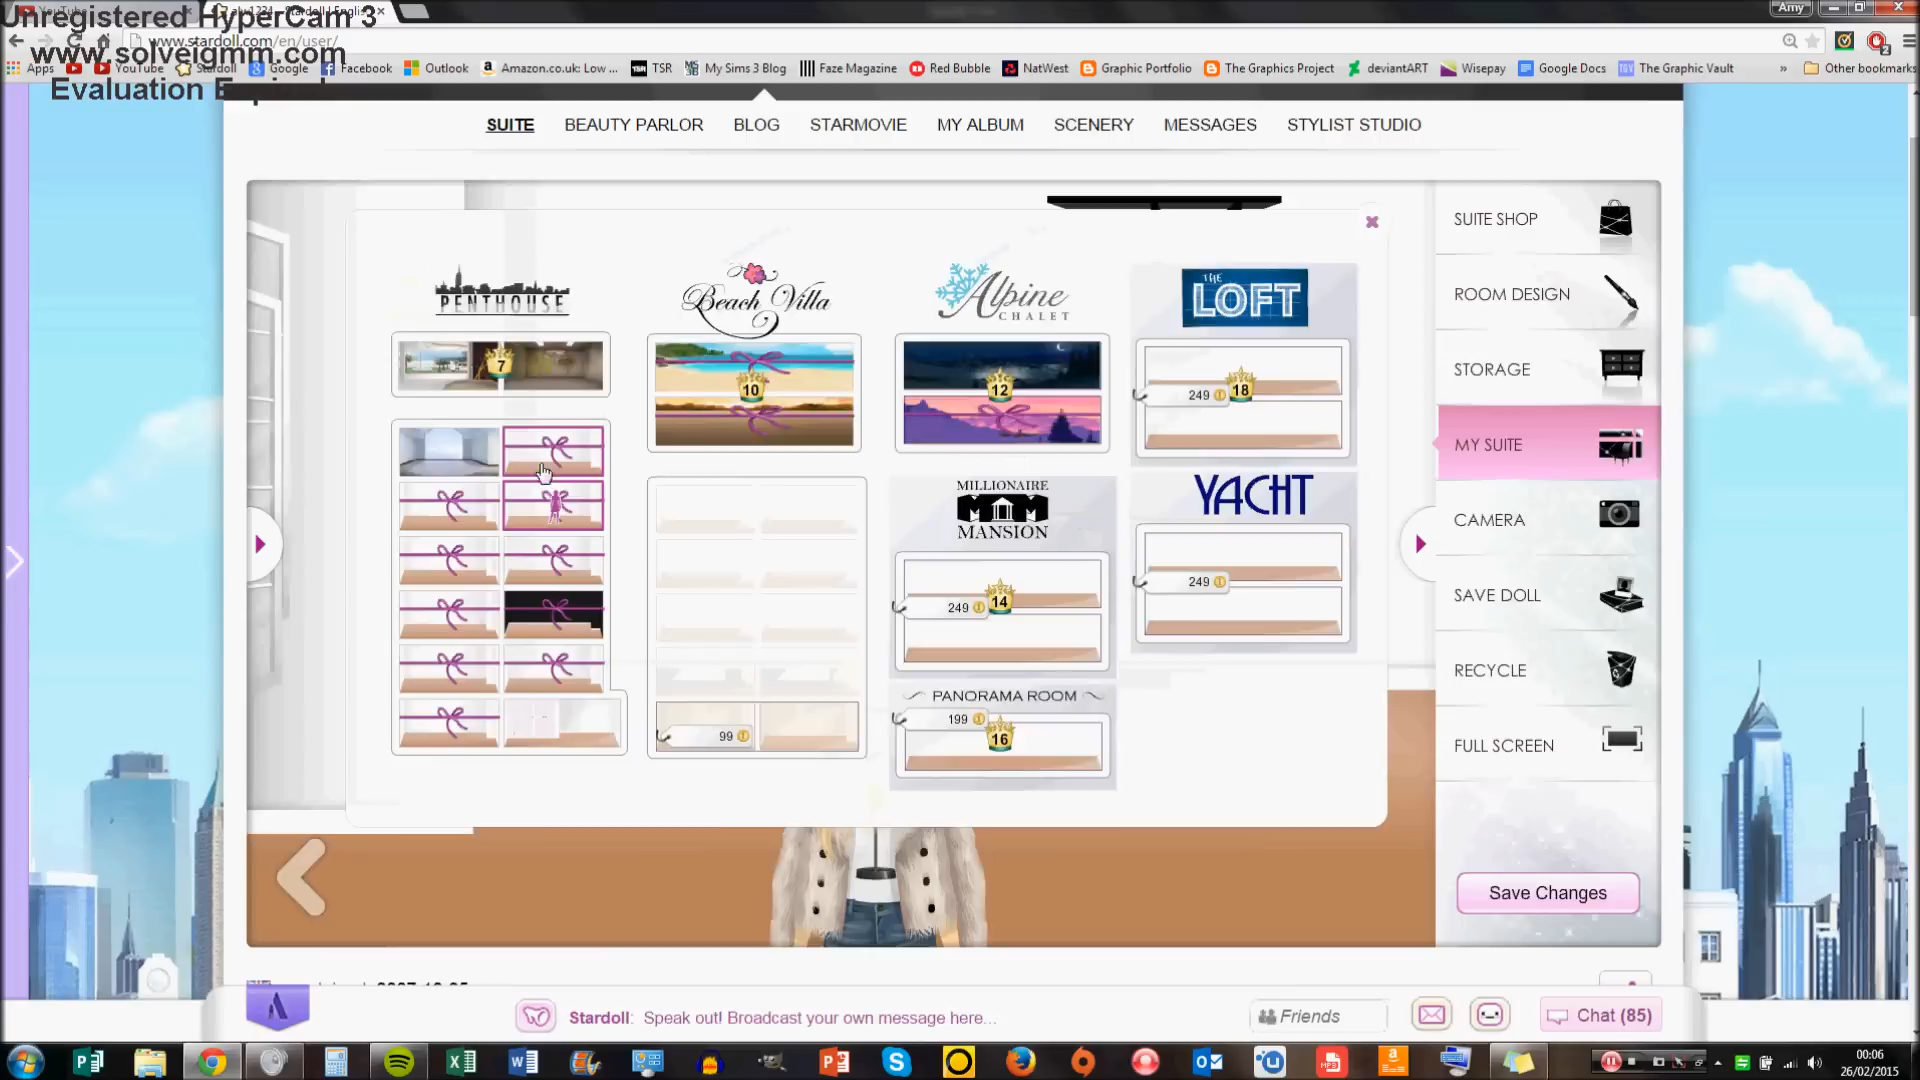 Unregistered HyperCam 3
www.solveigmm.com
Evaluation
Amy
www.stardoll.com/en/user/
Apps YouTube Stardoll Google Facebook Outlook Amazon.co.uk: Low ... TSR My Sims 3 Blog Faze Magazine Red Bubble NatWest Graphic Portfolio The Graphics Project deviantART Wisepay Google Docs The Graphic Vault » Other bookmarks
SUITE BEAUTY PARLOR BLOG STARMOVIE MY ALBUM SCENERY MESSAGES STYLIST STUDIO
SUITE SHOP
ROOM DESIGN
STORAGE
MY SUITE
CAMERA
SAVE DOLL
RECYCLE
FULL SCREEN
Save Changes
PENTHOUSE
7
Beach Villa
10
99
Alpine
CHALET
12
MILLIONAIRE
MANSION
249 14
PANORAMA ROOM
199
16
THE
LOFT
249 18
YACHT
249
Stardoll: Speak out! Broadcast your own message here...
Friends
Chat (85)
00:06
26/02/2015